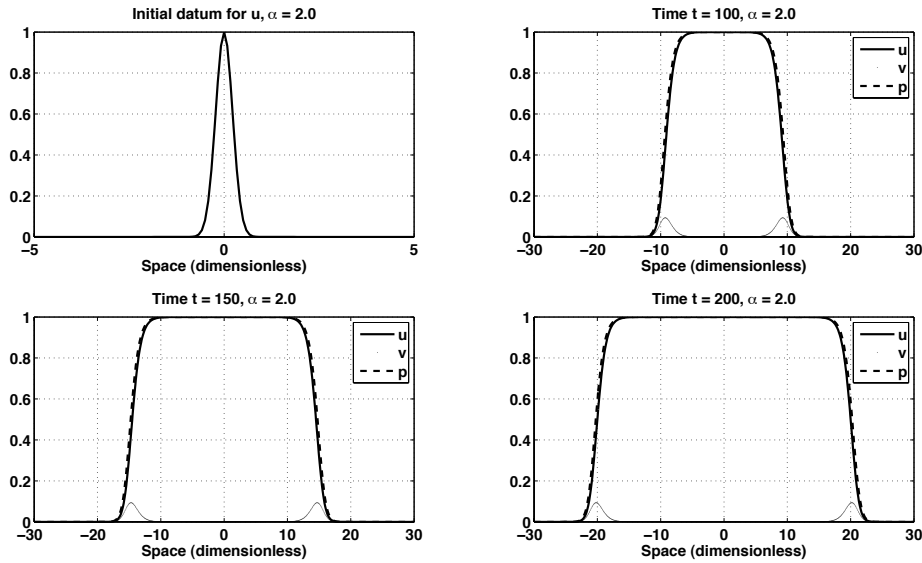 Initial datum for u, α = 2.0
1
0.8
0.6
0.4
0.2
0
−5
0
5
Space (dimensionless)
Time t = 100, α = 2.0
1
0.8
0.6
0.4
0.2
0
−30
−20
−10
0
10
20
30
Space (dimensionless)
u
v
p
Time t = 150, α = 2.0
1
0.8
0.6
0.4
0.2
0
−30
−20
−10
0
10
20
30
Space (dimensionless)
u
v
p
Time t = 200, α = 2.0
1
0.8
0.6
0.4
0.2
0
−30
−20
−10
0
10
20
30
Space (dimensionless)
u
v
p